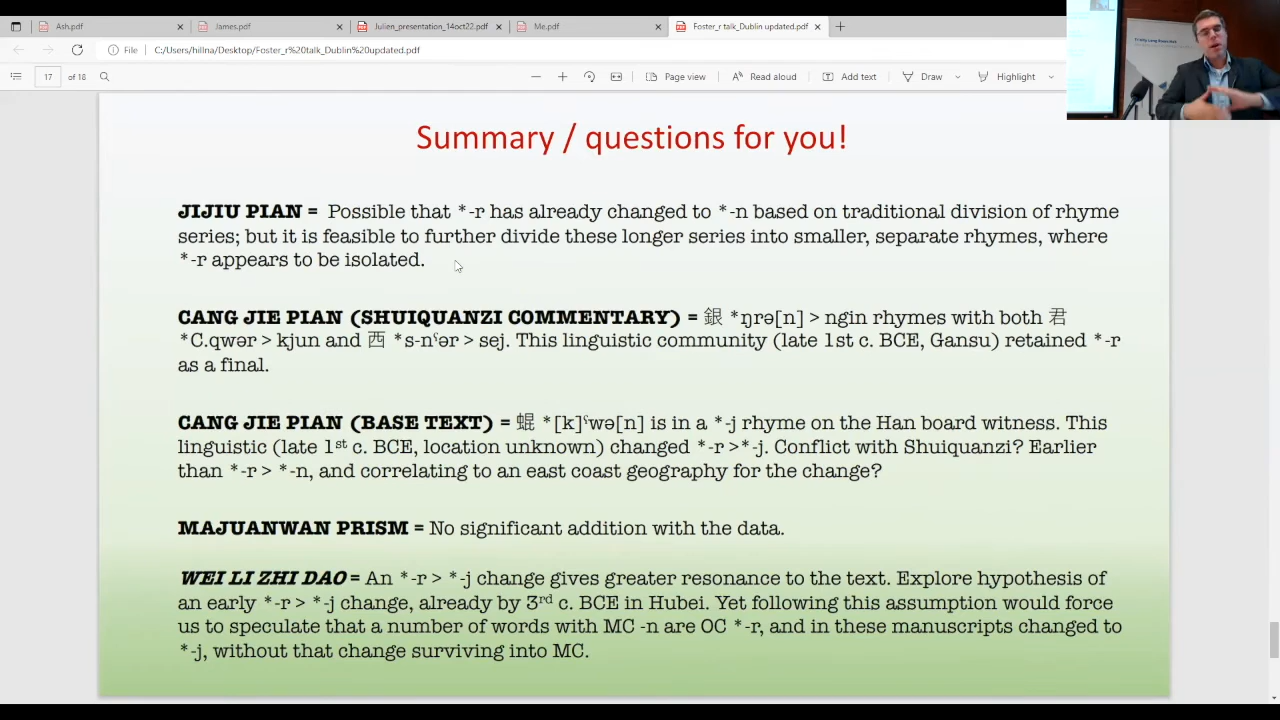 Ash.pdf
James.pdf
Julien_presentation_14oct22.pdf
Me.pdf
Foster_r talk_Dublin updated.pdf
File C:/Users/hillna/Desktop/Foster_r%20talk_Dublin%20updated.pdf
17 of 18 Page view Read aloud Add text Draw Highlight
Summary / questions for you!
JIJIU PIAN = Possible that *-r has already changed to *-n based on traditional division of rhyme
series; but it is feasible to further divide these longer series into smaller, separate rhymes, where
*-r appears to be isolated.
CANG JIE PIAN (SHUIQUANZI COMMENTARY) = 銀 *ŋrə[n] > ngin rhymes with both 君
*C.qwər > kjun and 西 *s-nˤər > sej. This linguistic community (late 1st c. BCE, Gansu) retained *-r
as a final.
CANG JIE PIAN (BASE TEXT) = 蜫 *[k]ˤwə[n] is in a *-j rhyme on the Han board witness. This
linguistic (late 1st c. BCE, location unknown) changed *-r >*-j. Conflict with Shuiquanzi? Earlier
than *-r > *-n, and correlating to an east coast geography for the change?
MAJUANWAN PRISM = No significant addition with the data.
WEI LI ZHI DAO = An *-r > *-j change gives greater resonance to the text. Explore hypothesis of
an early *-r > *-j change, already by 3rd c. BCE in Hubei. Yet following this assumption would force
us to speculate that a number of words with MC -n are OC *-r, and in these manuscripts changed to
*-j, without that change surviving into MC.